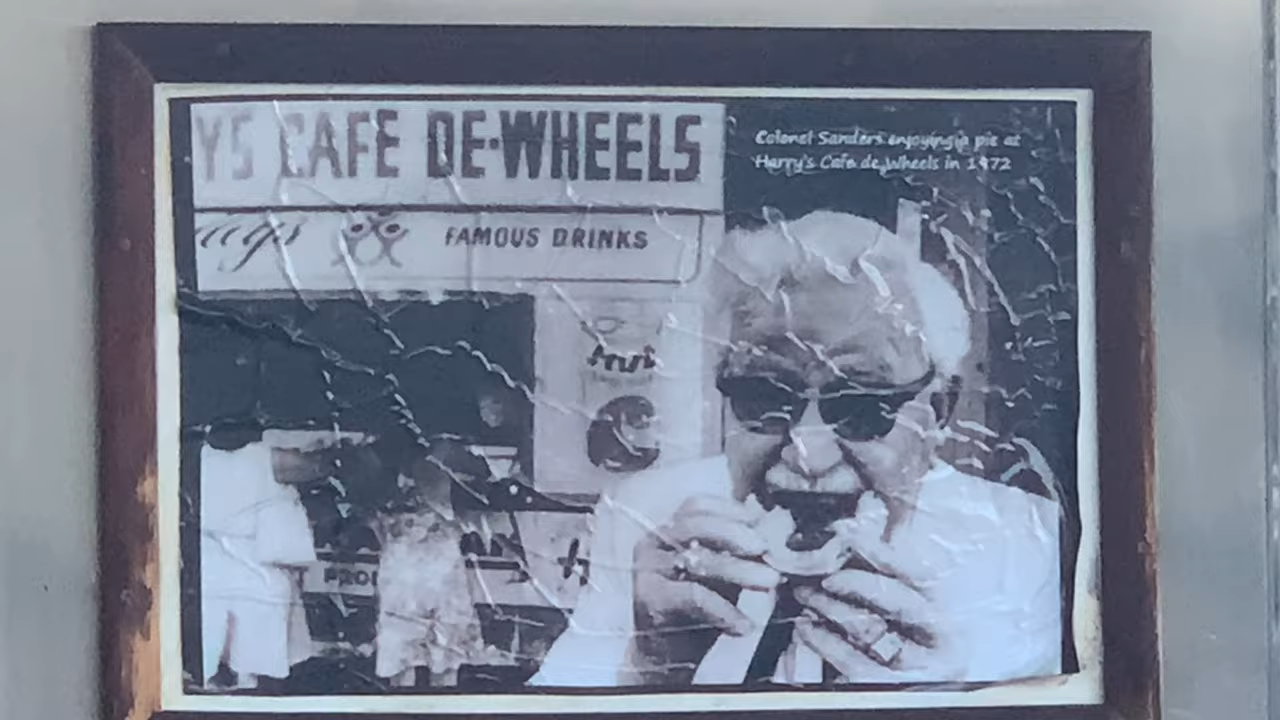 YS CAFE DE·WHEELS
FAMOUS DRINKS
Colonel Sanders enjoying a pie at
Harry's Cafe de Wheels in 1972